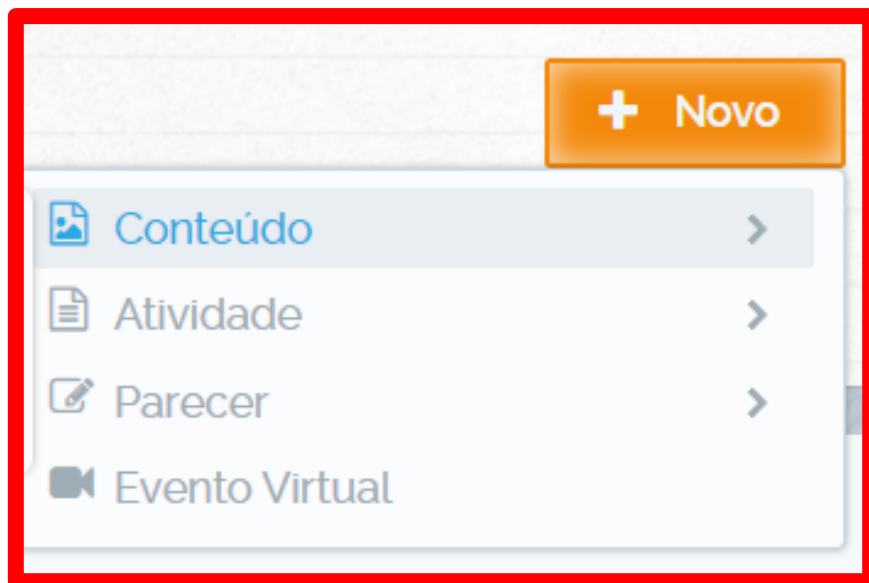 + Novo
Conteúdo
Atividade
Parecer
Evento Virtual